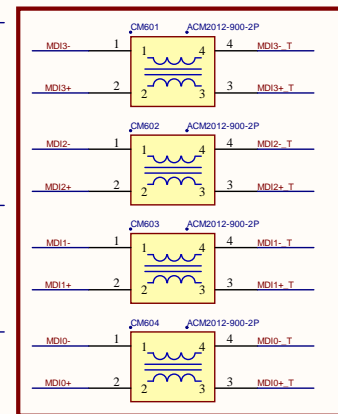 CM601 ACM2012-900-2P
MDI3- 1 1 4 4 MDI3-_T
MDI3+ 2 2 3 3 MDI3+_T
CM602 ACM2012-900-2P
MDI2- 1 1 4 4 MDI2-_T
MDI2+ 2 2 3 3 MDI2+_T
CM603 ACM2012-900-2P
MDI1- 1 1 4 4 MDI1-_T
MDI1+ 2 2 3 3 MDI1+_T
CM604 ACM2012-900-2P
MDI0- 1 1 4 4 MDI0-_T
MDI0+ 2 2 3 3 MDI0+_T